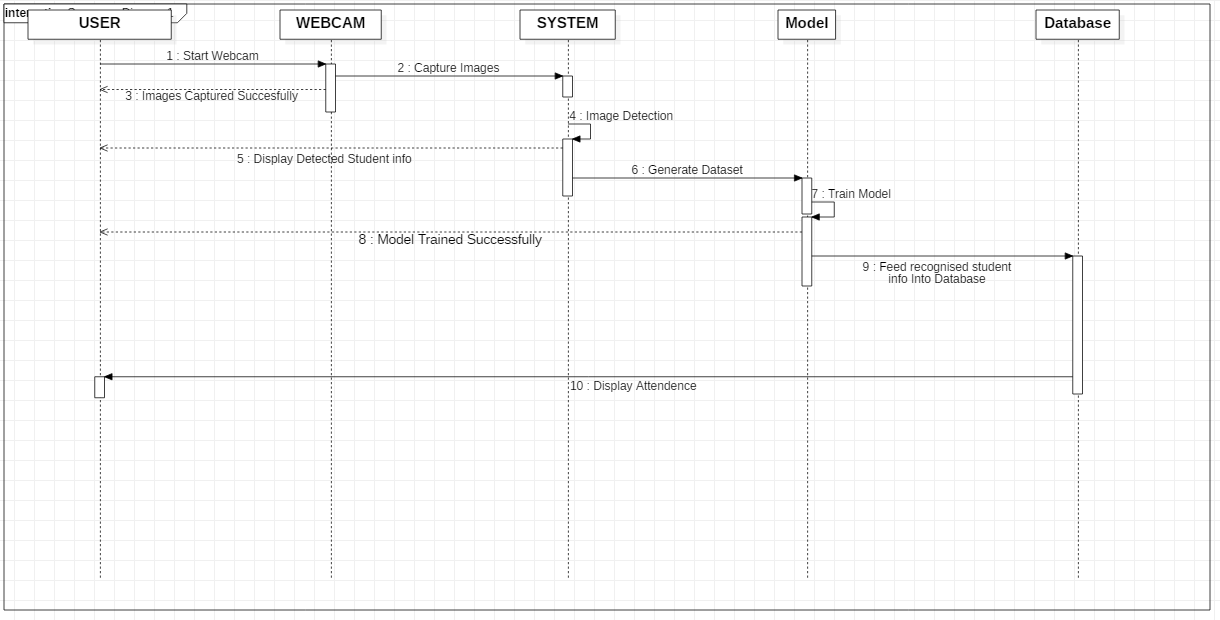 USER
WEBCAM
SYSTEM
Model
Database
1 : Start Webcam
2 : Capture Images
3 : Images Captured Succesfully
4 : Image Detection
5 : Display Detected Student info
6 : Generate Dataset
7 : Train Model
8 : Model Trained Successfully
9 : Feed recognised student
info Into Database
10 : Display Attendence